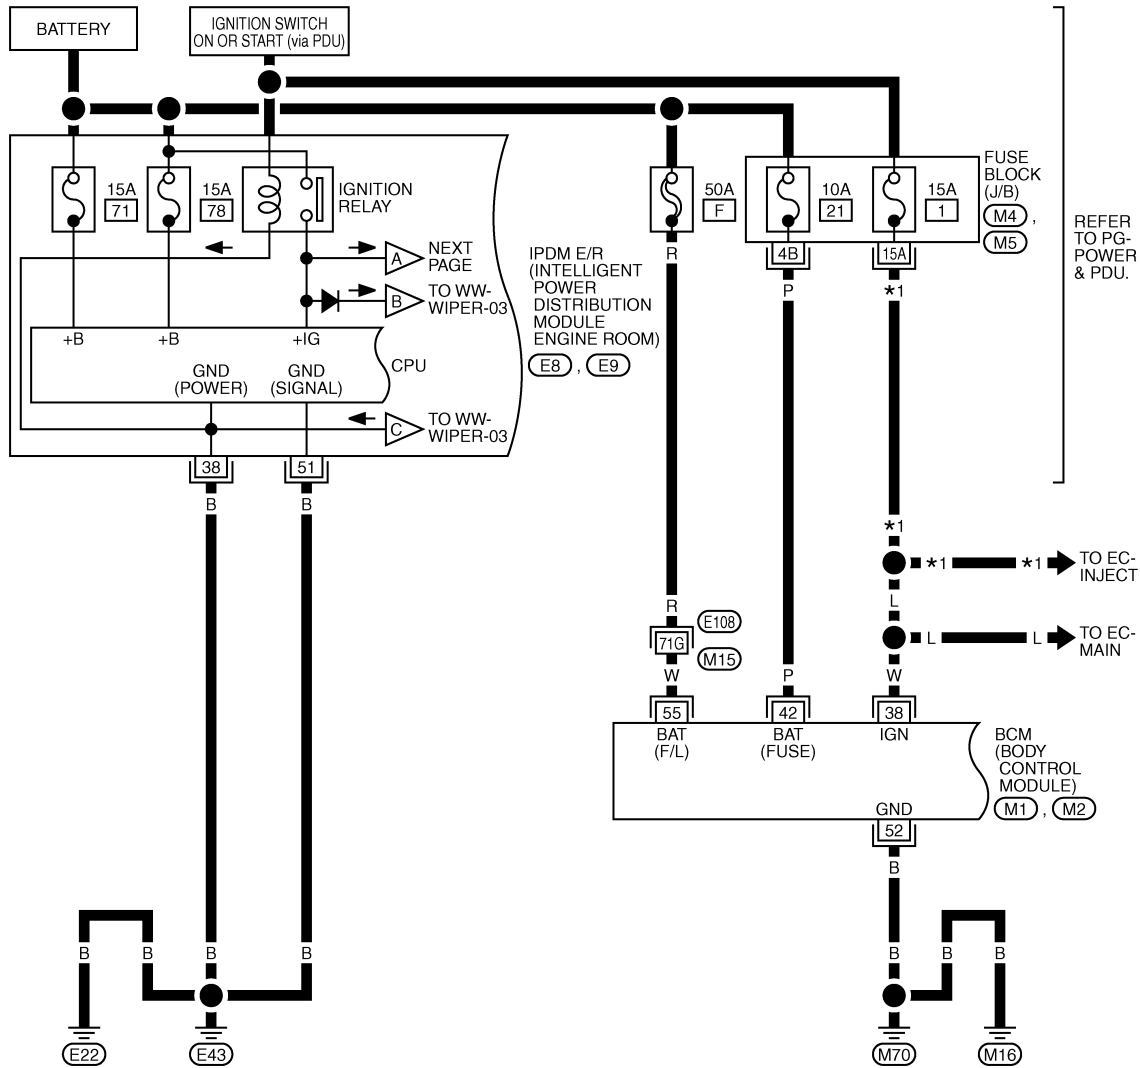 BATTERY
IGNITION SWITCH
ON OR START (via PDU)
15A
71
15A
78
IGNITION
RELAY
50A
F
10A
21
15A
1
FUSE
BLOCK
(J/B)
M4 ,
M5
REFER
TO PG-
POWER
& PDU.
A
NEXT
PAGE
B
TO WW-
WIPER-03
IPDM E/R
(INTELLIGENT
POWER
DISTRIBUTION
MODULE
ENGINE ROOM)
E8 , E9
R
4B
15A
P
*1
+B
+B
+IG
CPU
GND
(POWER)
GND
(SIGNAL)
C
TO WW-
WIPER-03
38
51
B
B
*1
*1
*1
TO EC-
INJECT
L
R
E108
71G
M15
L
L
TO EC-
MAIN
W
P
W
55
42
38
BAT
(F/L)
BAT
(FUSE)
IGN
BCM
(BODY
CONTROL
MODULE)
M1 , M2
GND
52
B
B
B
B
B
B
B
B
E22
E43
M70
M16